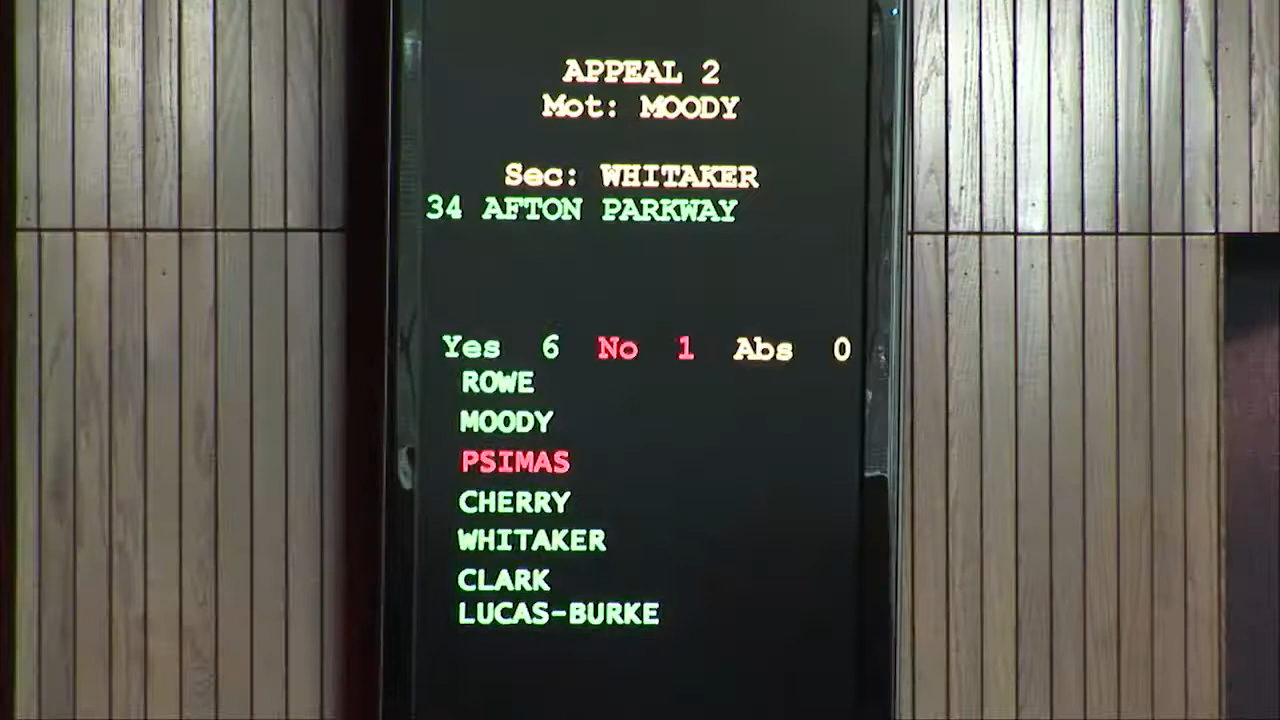 APPEAL 2
Mot: MOODY
Sec: WHITAKER
34 AFTON PARKWAY
Yes 6 No 1 Abs 0
ROWE
MOODY
PSIMAS
CHERRY
WHITAKER
CLARK
LUCAS-BURKE